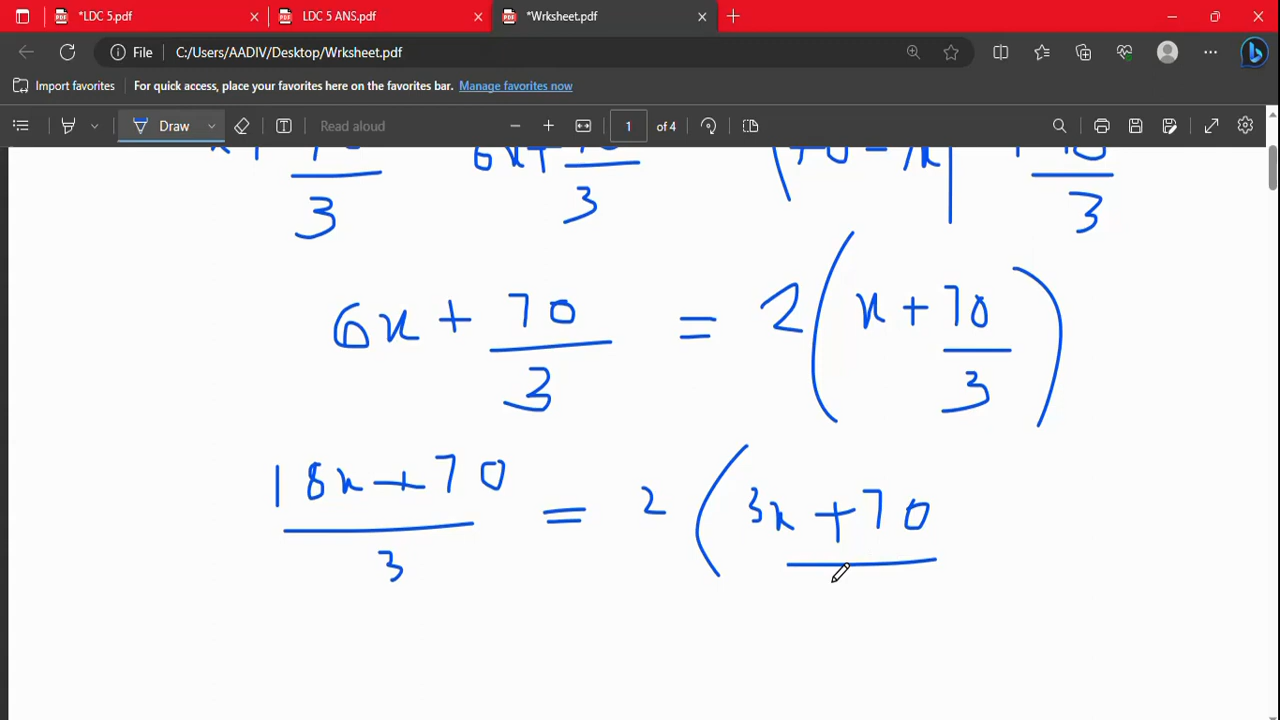 *LDC 5.pdf LDC 5 ANS.pdf *Wrksheet.pdf
File C:/Users/AADIV/Desktop/Wrksheet.pdf
Import favorites For quick access, place your favorites here on the favorites bar. Manage favorites now
Draw Read aloud 1 of 4
3 6x+ 3 3
6x + 70/3 = 2(x + 70/3)
18x+70/3 = 2(3x+70